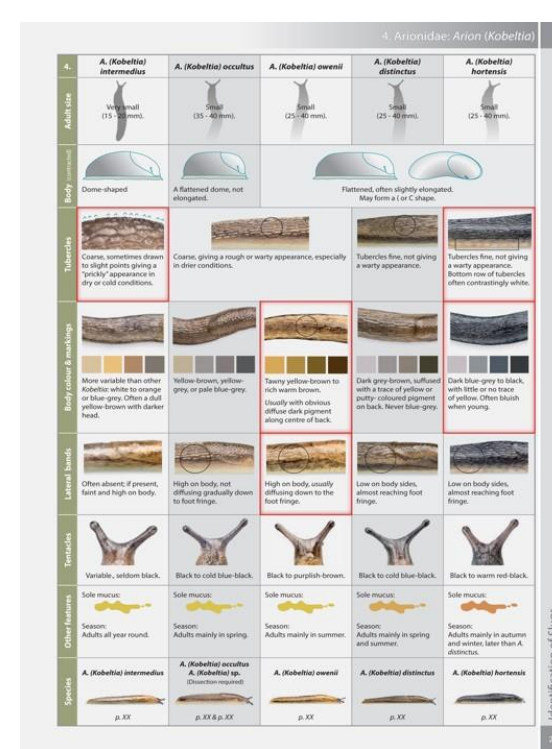 4. Arionidae: Arion (Kobeltia)
4.
A. (Kobeltia)
intermedius
A. (Kobeltia) occultus
A. (Kobeltia) owenii
A. (Kobeltia)
distinctus
A. (Kobeltia)
hortensis
Adult size
Very small
(15 - 20 mm).
Small
(35 - 40 mm).
Small
(25 - 40 mm).
Small
(25 - 40 mm).
Small
(25 - 40 mm).
Body (contracted)
Dome-shaped
A flattened dome, not
elongated.
Flattened, often slightly elongated.
May form a ( or C shape.
Tubercles
Coarse, sometimes drawn
to slight points giving a
"prickly" appearance in
dry or cold conditions.
Coarse, giving a rough or warty appearance, especially
in drier conditions.
Tubercles fine, not giving
a warty appearance.
Tubercles fine, not giving
a warty appearance.
Bottom row of tubercles
often contrastingly white.
Body colour & markings
More variable than other
Kobeltia: white to orange
or blue-grey. Often a dull
yellow-brown with darker
head.
Yellow-brown, yellow-
grey, or pale blue-grey.
Tawny yellow-brown to
rich warm brown.
Usually with obvious
diffuse dark pigment
along centre of back.
Dark grey-brown, suffused
with a trace of yellow or
putty- coloured pigment
on back. Never blue-grey.
Dark blue-grey to black,
with little or no trace
of yellow. Often bluish
when young.
Lateral bands
Often absent; if present,
faint and high on body.
High on body, not
diffusing gradually down
to foot fringe.
High on body, usually
diffusing down to the
foot fringe.
Low on body sides,
almost reaching foot
fringe.
Low on body sides,
almost reaching foot
fringe.
Tentacles
Variable., seldom black.
Black to cold blue-black.
Black to purplish-brown.
Black to cold blue-black.
Black to warm red-black.
Other features
Sole mucus:
Season:
Adults all year round.
Sole mucus:
Season:
Adults mainly in spring.
Sole mucus:
Season:
Adults mainly in summer.
Sole mucus:
Season:
Adults mainly in spring
and summer.
Sole mucus:
Season:
Adults mainly in autumn
and winter, later than A.
distinctus.
Species
A. (Kobeltia) intermedius
p. XX
A. (Kobeltia) occultus
A. (Kobeltia) sp.
(Dissection required)
p. XX & p. XX
A. (Kobeltia) owenii
p. XX
A. (Kobeltia) distinctus
p. XX
A. (Kobeltia) hortensis
p. XX
Identification of Slugs